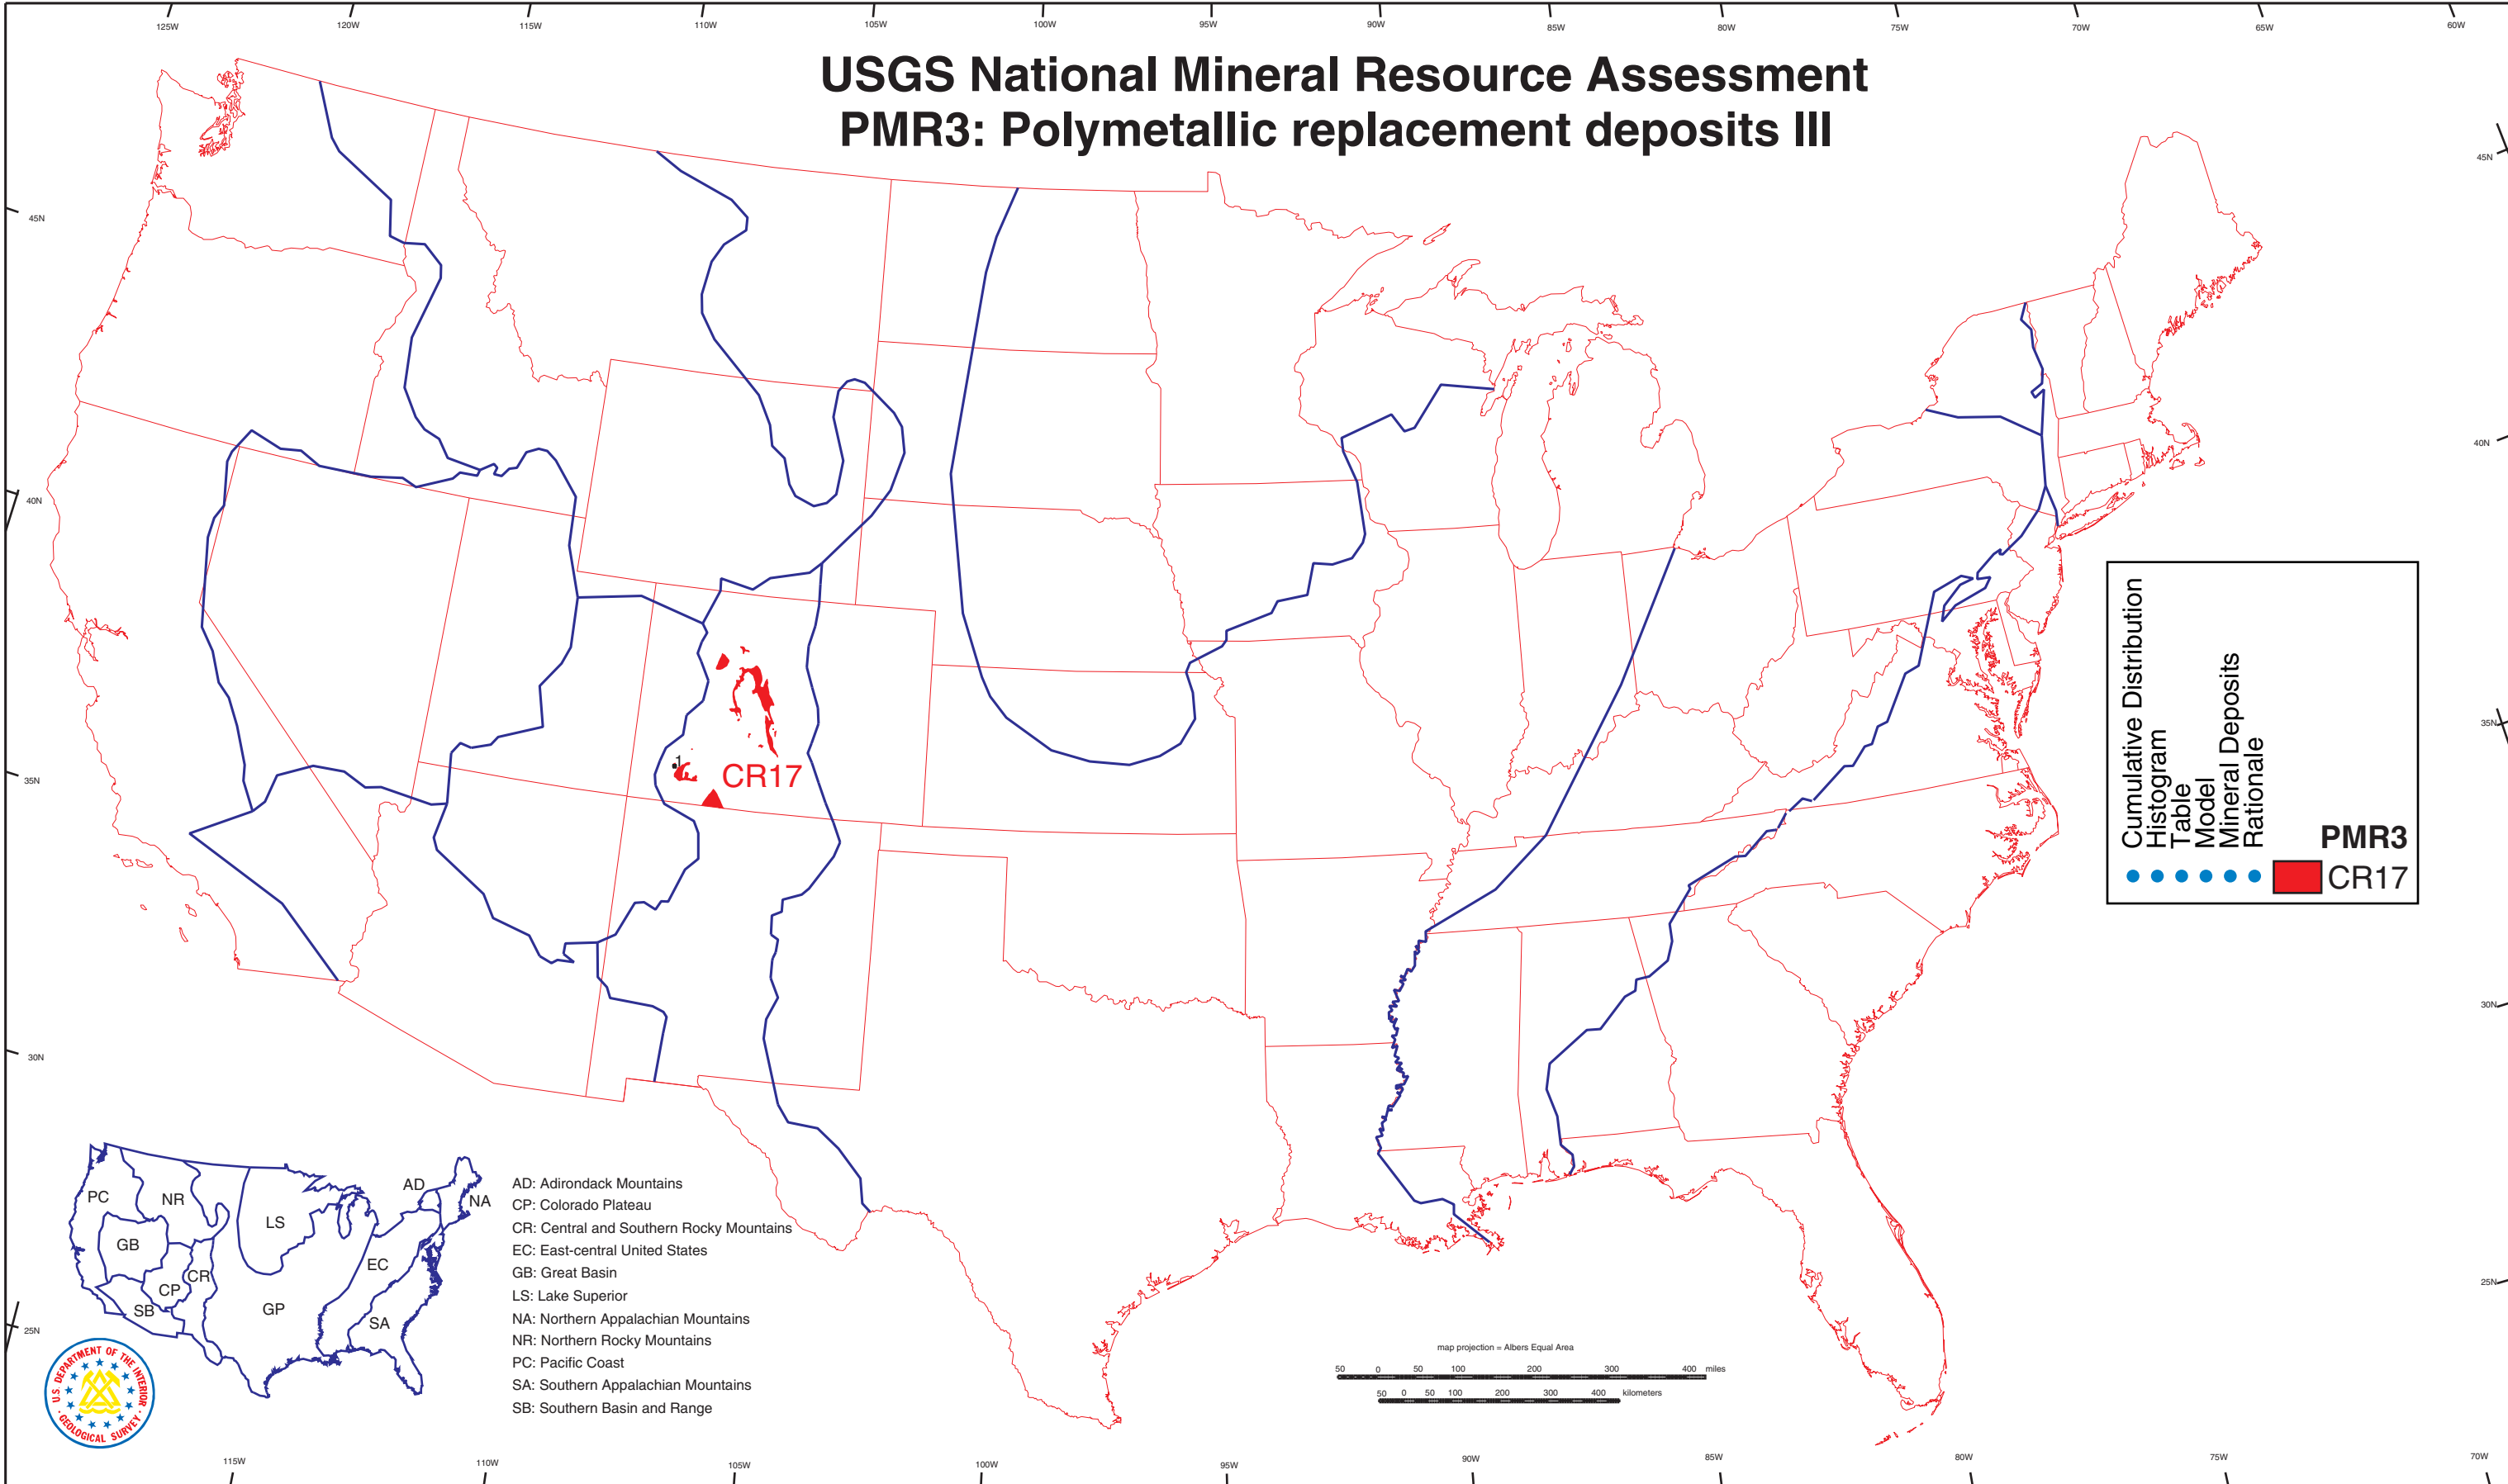 125W 120W 115W 110W 105W 100W 95W 90W 85W 80W 75W 70W 65W 60W
USGS National Mineral Resource Assessment
PMR3: Polymetallic replacement deposits III
45N
45N
40N
40N
35N
35N
30N
30N
25N
25N
1
CR17
Cumulative Distribution
Histogram
Table
Model
Mineral Deposits
Rationale
PMR3
CR17
PC
NR
LS
AD
NA
GB
CR
CP
SB
GP
EC
SA
AD: Adirondack Mountains
CP: Colorado Plateau
CR: Central and Southern Rocky Mountains
EC: East-central United States
GB: Great Basin
LS: Lake Superior
NA: Northern Appalachian Mountains
NR: Northern Rocky Mountains
PC: Pacific Coast
SA: Southern Appalachian Mountains
SB: Southern Basin and Range
U.S. DEPARTMENT OF THE INTERIOR
GEOLOGICAL SURVEY
map projection = Albers Equal Area
50 0 50 100 200 300 400 miles
50 0 50 100 200 300 400 kilometers
115W 110W 105W 100W 95W 90W 85W 80W 75W 70W